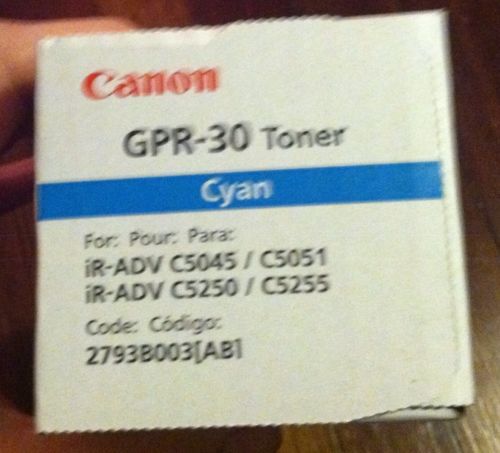 Canon
GPR-30 Toner
Cyan
For: Pour: Para:
iR-ADV C5045 / C5051
iR-ADV C5250 / C5255
Code: Código:
2793B003[AB]